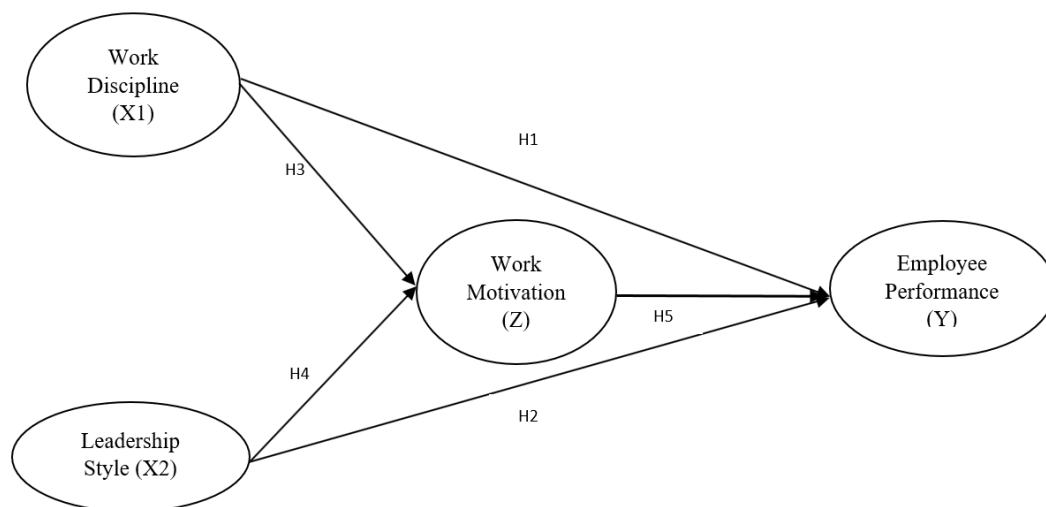 Work
Discipline
(X1)
H1
H3
Work
Motivation
(Z)
Employee
Performance
(Y)
H5
H4
H2
Leadership
Style (X2)